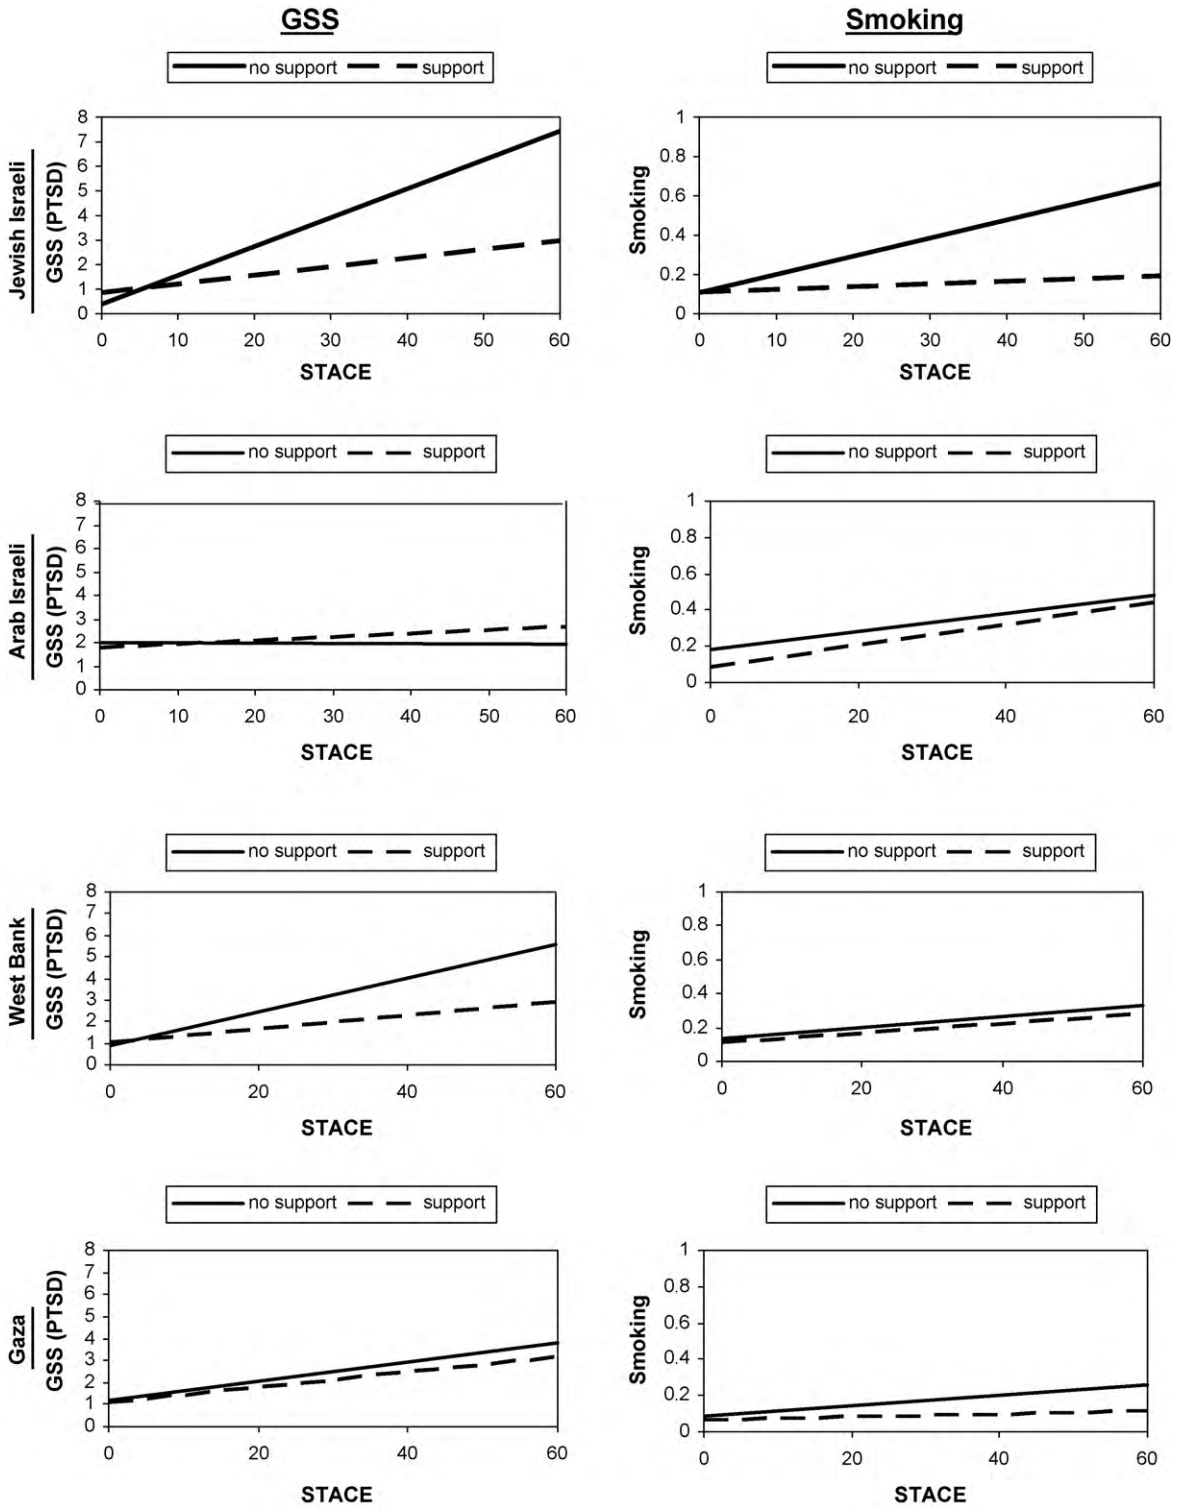 GSS Smoking
no support support no support support
Jewish Israeli
GSS (PTSD)
8
7
6
5
4
3
2
1
0
0 10 20 30 40 50 60
STACE
Smoking
1
0.8
0.6
0.4
0.2
0
0 10 20 30 40 50 60
STACE
no support support no support support
Arab Israeli
GSS (PTSD)
8
7
6
5
4
3
2
1
0
0 10 20 30 40 50 60
STACE
Smoking
1
0.8
0.6
0.4
0.2
0
0 20 40 60
STACE
no support support no support support
West Bank
GSS (PTSD)
8
7
6
5
4
3
2
1
0
0 20 40 60
STACE
Smoking
1
0.8
0.6
0.4
0.2
0
0 20 40 60
STACE
no support support no support support
Gaza
GSS (PTSD)
8
7
6
5
4
3
2
1
0
0 20 40 60
STACE
Smoking
1
0.8
0.6
0.4
0.2
0
0 20 40 60
STACE